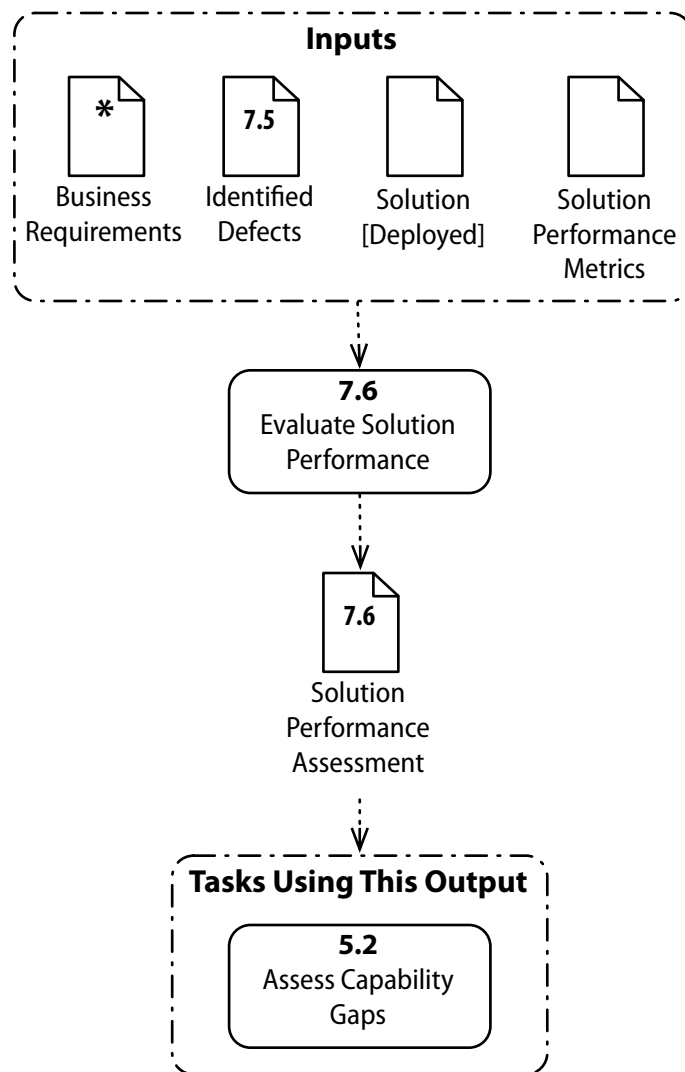 Inputs
*
7.5
Business
Requirements
Identified
Defects
Solution
[Deployed]
Solution
Performance
Metrics
7.6
Evaluate Solution
Performance
7.6
Solution
Performance
Assessment
Tasks Using This Output
5.2
Assess Capability
Gaps